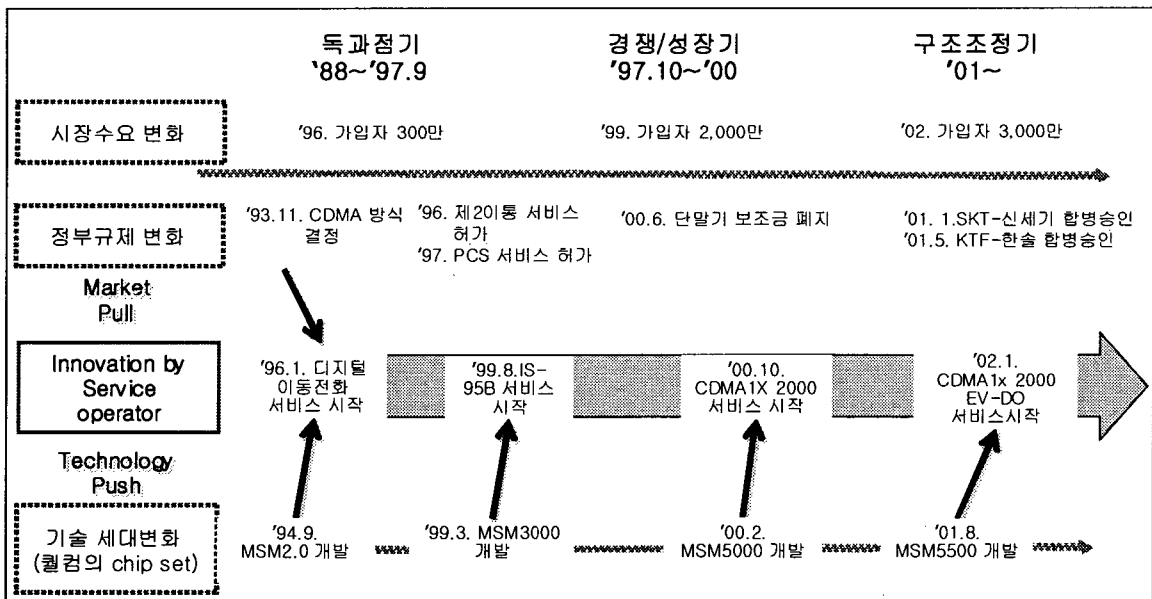 독과점기
‘88~’97.9
경쟁/성장기
’97.10~’00
구조조정기
’01~
시장수요 변화
’96. 가입자 300만
’99. 가입자 2,000만
’02. 가입자 3,000만
정부규제 변화
’93.11. CDMA 방식
결정
’96. 제2이통 서비스
허가
’97. PCS 서비스 허가
’00.6. 단말기 보조금 폐지
’01. 1.SKT-신세기 합병승인
’01.5. KTF-한솔 합병승인
Market
Pull
Innovation by
Service
operator
’96.1. 디지털
이동전화
서비스 시작
’99.8.IS-
95B 서비스
시작
’00.10.
CDMA1X 2000
서비스 시작
’02.1.
CDMA1x 2000
EV-DO
서비스시작
Technology
Push
기술 세대변화
(퀄컴의 chip set)
’94.9.
MSM2.0 개발
’99.3. MSM3000
개발
’00.2.
MSM5000 개발
’01.8.
MSM5500 개발